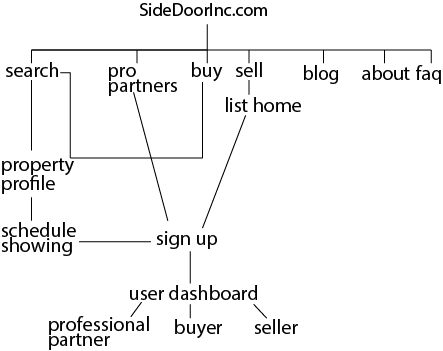 SideDoorInc.com
search
pro
partners
buy
sell
blog
about
faq
list home
property
profile
schedule
showing
sign up
user dashboard
professional
partner
buyer
seller